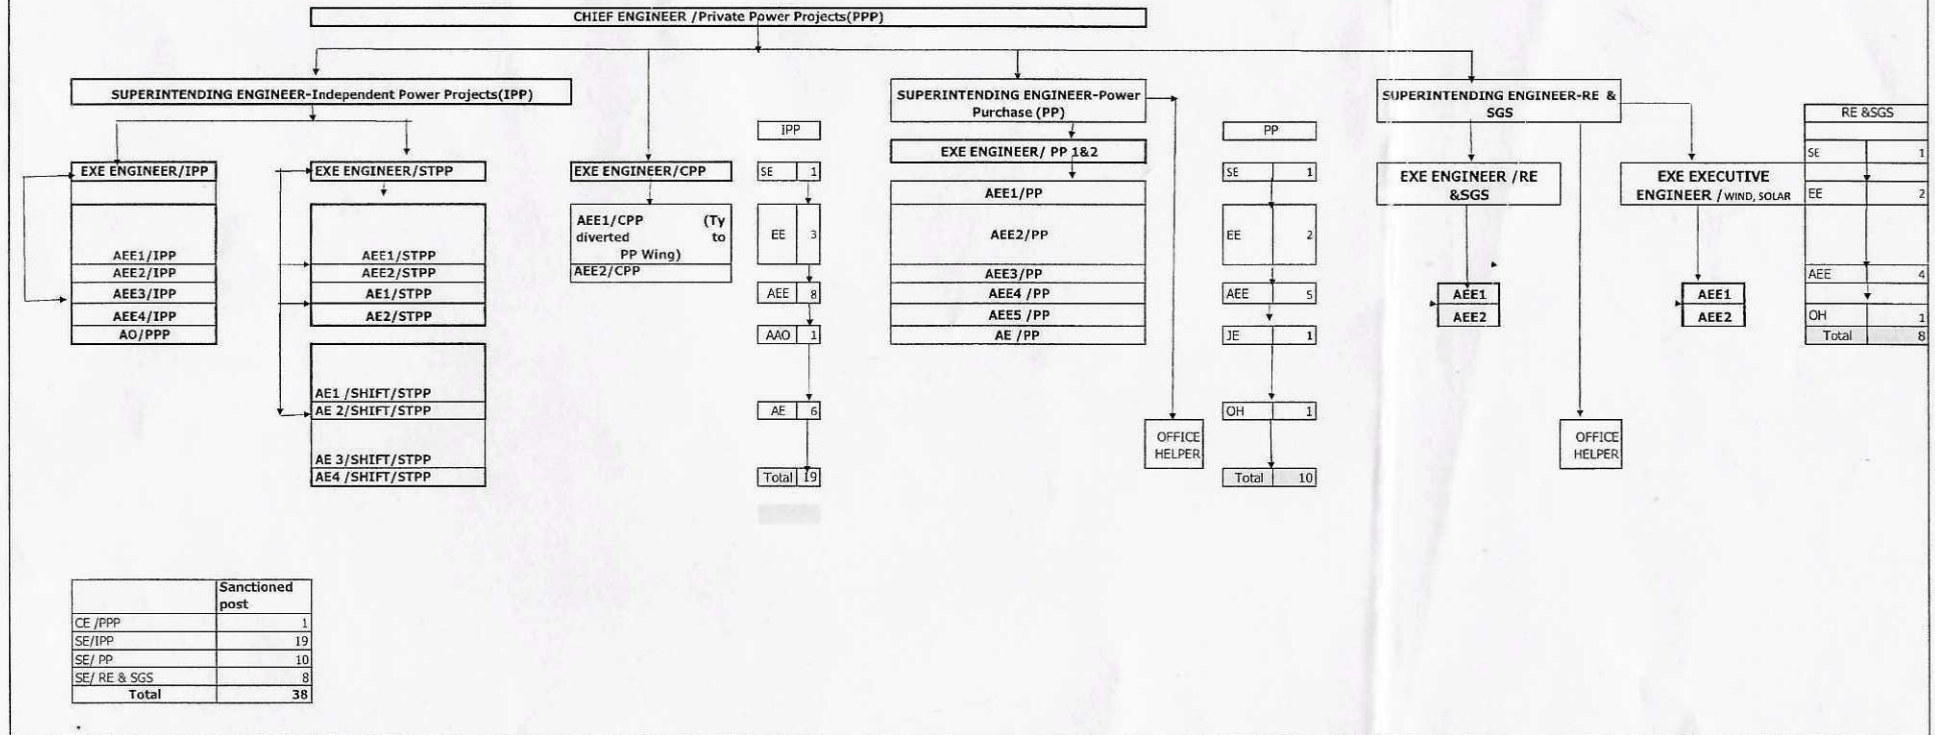 CHIEF ENGINEER /Private Power Projects(PPP)
SUPERINTENDING ENGINEER-Independent Power Projects(IPP)
EXE ENGINEER/IPP
AEE1/IPP
AEE2/IPP
AEE3/IPP
AEE4/IPP
AO/PPP
EXE ENGINEER/STPP
AEE1/STPP
AEE2/STPP
AE1/STPP
AE2/STPP
AE1 /SHIFT/STPP
AE 2/SHIFT/STPP
AE 3/SHIFT/STPP
AE4 /SHIFT/STPP
EXE ENGINEER/CPP
AEE1/CPP (Ty
diverted to
PP Wing)
AEE2/CPP
IPP
SE 1
EE 3
AEE 8
AAO 1
AE 6
Total 19
SUPERINTENDING ENGINEER-Power
Purchase (PP)
EXE ENGINEER/ PP 1&2
AEE1/PP
AEE2/PP
AEE3/PP
AEE4 /PP
AEE5 /PP
AE /PP
OFFICE
HELPER
PP
SE 1
EE 2
AEE 5
JE 1
OH 1
Total 10
SUPERINTENDING ENGINEER-RE &
SGS
EXE ENGINEER /RE
&SGS
AEE1
AEE2
OFFICE
HELPER
EXE EXECUTIVE
ENGINEER / WIND, SOLAR
AEE1
AEE2
RE &SGS
SE 1
EE 2
AEE 4
OH 1
Total 8
Sanctioned
post
CE /PPP 1
SE/IPP 19
SE/ PP 10
SE/ RE & SGS 8
Total 38